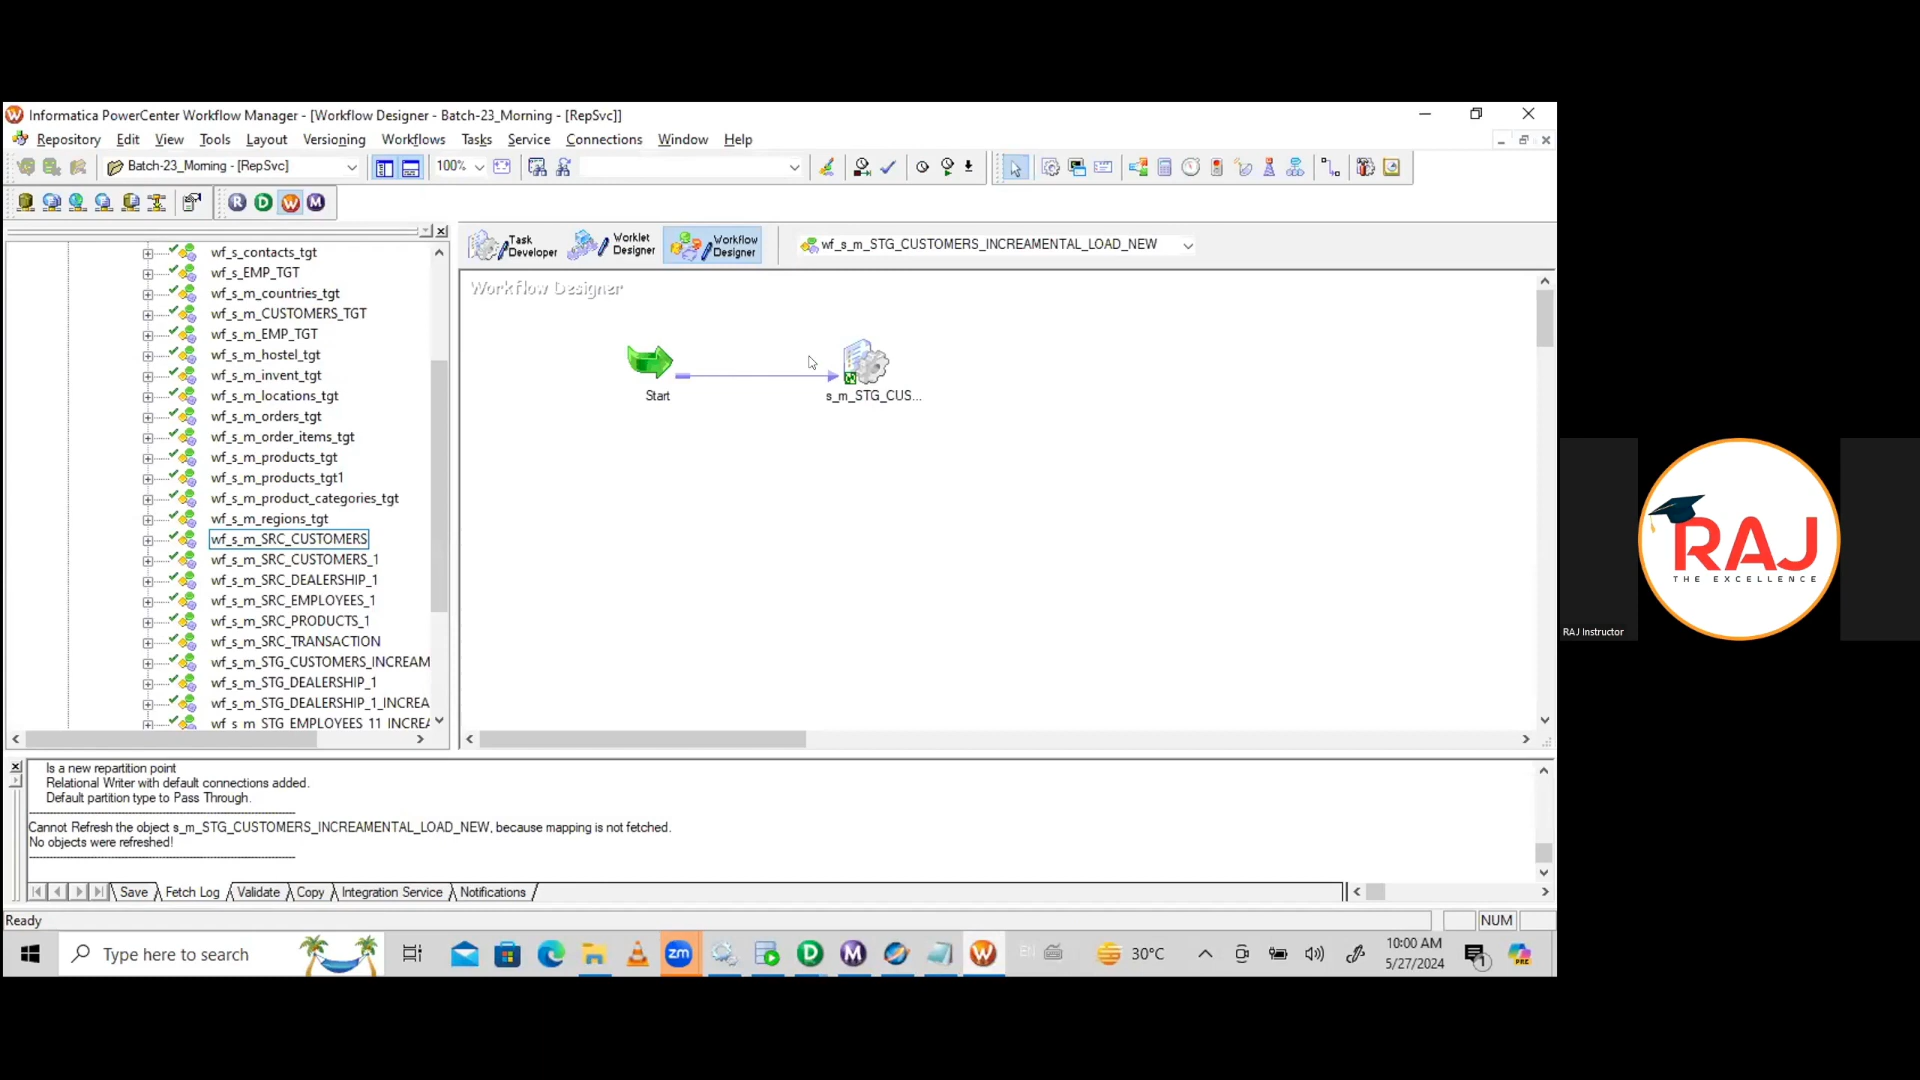 Informatica PowerCenter Workflow Manager - [Workflow Designer - Batch-23_Morning - [RepSvc]]
Repository Edit View Tools Layout Workflows Tasks Versioning Service Connections Window Help
Batch-23_Morning - [RepSvc]
100%
R D W M
Task Developer
Worklet Designer
Workflow Designer
wf_s_m_STG_CUSTOMERS_INCREAMENTAL_LOAD_NEW
wf_s_contacts_tgt
wf_s_EMP_TGT
wf_s_m_countries_tgt
wf_s_m_CUSTOMERS_TGT
wf_s_m_EMP_TGT
wf_s_m_hostel_tgt
wf_s_m_invent_tgt
wf_s_m_locations_tgt
wf_s_m_orders_tgt
wf_s_m_order_items_tgt
wf_s_m_products_tgt
wf_s_m_products_tgt1
wf_s_m_product_categories_tgt
wf_s_m_regions_tgt
wf_s_m_SRC_CUSTOMERS
wf_s_m_SRC_CUSTOMERS_1
wf_s_m_SRC_DEALERSHIP_1
wf_s_m_SRC_EMPLOYEES_1
wf_s_m_SRC_PRODUCTS_1
wf_s_m_SRC_TRANSACTION
wf_s_m_STG_CUSTOMERS_INCREAM
wf_s_m_STG_DEALERSHIP_1
wf_s_m_STG_DEALERSHIP_1_INCREA
wf_s_m_STG_EMPLOYEES_11_INCREA
Workflow Designer
Start
s_m_STG_CUS...
Is a new repartition point
Relational Writer with default connections added.
Default partition type to Pass Through.
Cannot Refresh the object s_m_STG_CUSTOMERS_INCREAMENTAL_LOAD_NEW, because mapping is not fetched.
No objects were refreshed!
Save Fetch Log Validate Copy Integration Service Notifications
Ready
NUM
Type here to search
zm
D
M
W
30°C
10:00 AM
5/27/2024
1
PRE
RAJ
THE EXCELLENCE
RAJ Instructor